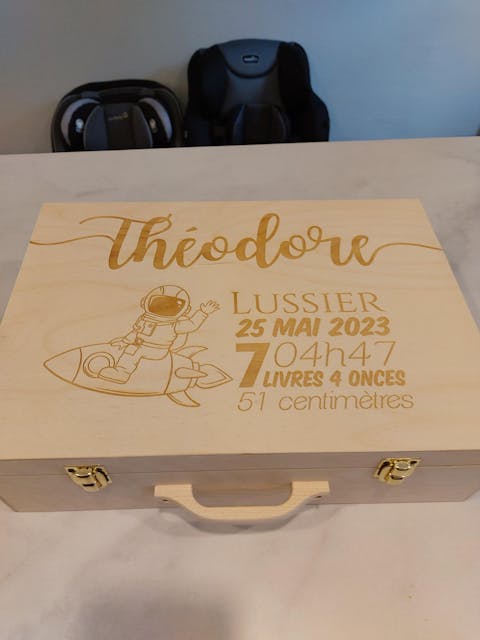 Théodore
LUSSIER
25 MAI 2023
04h47
7 LIVRES 4 ONCES
51 centimètres